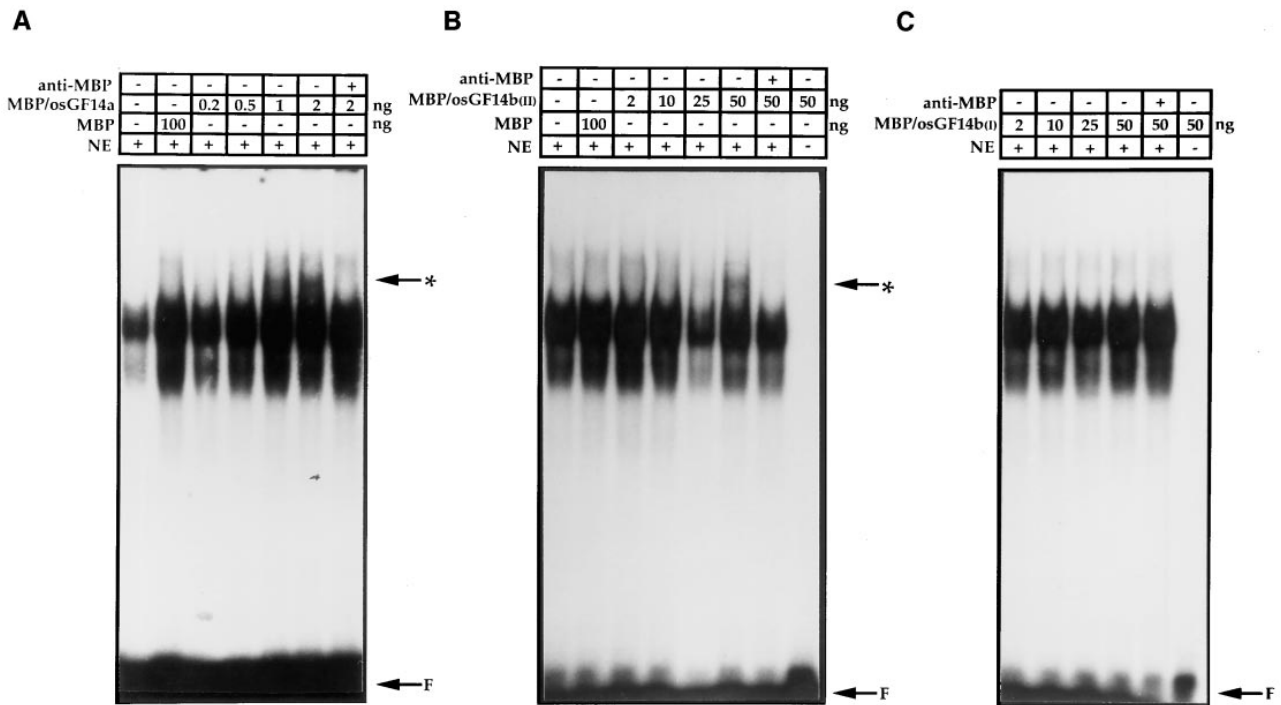 A
anti-MBP - - - - - - +
MBP/osGF14a - - 0.2 0.5 1 2 2 ng
MBP - 100 - - - - - ng
NE + + + + + + +
*
F
B
anti-MBP - - - - - - + -
MBP/osGF14b(II) - - 2 10 25 50 50 50 ng
MBP - 100 - - - - - - ng
NE + + + + + + + -
*
F
C
anti-MBP - - - - + -
MBP/osGF14b(I) 2 10 25 50 50 50 ng
NE + + + + + -
F